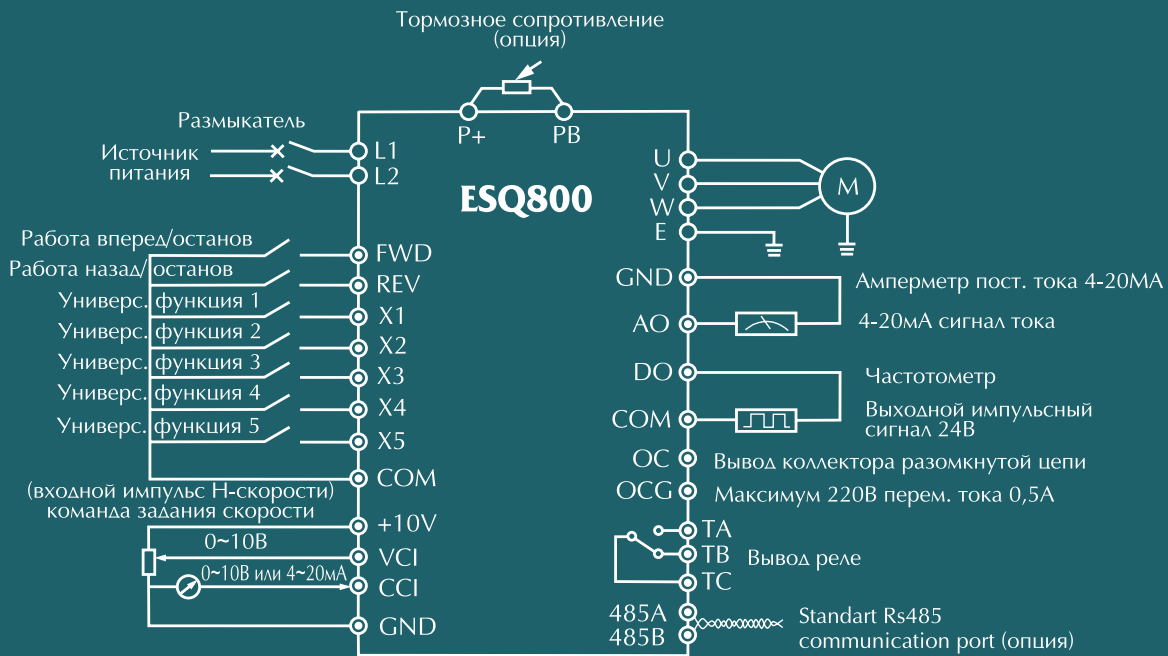 Тормозное сопротивление
(опция)
P+
PB
Размыкатель
Источник
питания
L1
L2
ESQ800
U
V
W
E
M
Работа вперед/останов
FWD
Работа назад/ останов
REV
Универс. функция 1
X1
Универс. функция 2
X2
Универс. функция 3
X3
Универс. функция 4
X4
Универс. функция 5
X5
COM
(входной импульс Н-скорости)
команда задания скорости
+10V
0~10В
VCI
0~10В или 4~20мА
CCI
GND
GND
Амперметр пост. тока 4-20МА
AO
4-20мА сигнал тока
DO
Частотометр
COM
Выходной импульсный
сигнал 24В
OC
Вывод коллектора разомкнутой цепи
OCG
Максимум 220В перем. тока 0,5А
TA
TB
Вывод реле
TC
485A
485B
Standart Rs485
communication port (опция)